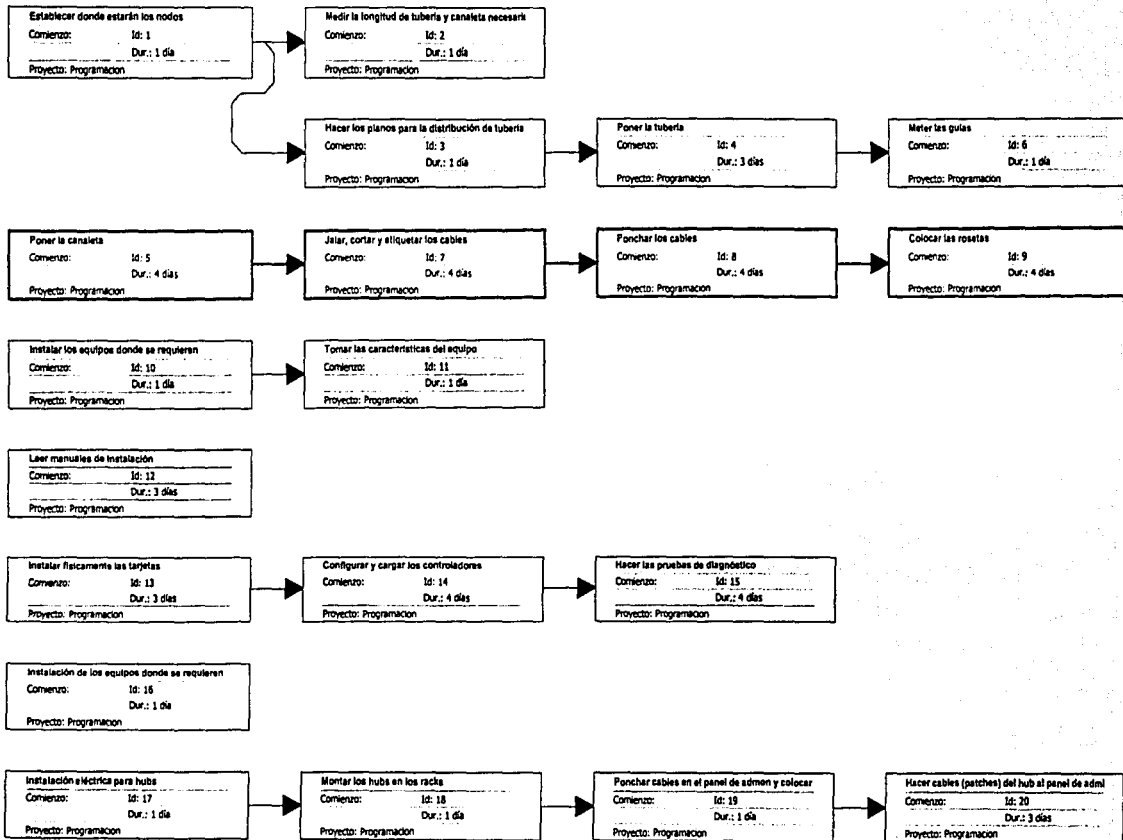 Establecer donde estarán los nodos
Comienzo: Id: 1
Dur.: 1 día
Proyecto: Programacion
Medir la longitud de tubería y canaleta necesari
Comienzo: Id: 2
Dur.: 1 día
Proyecto: Programacion
Hacer los planos para la distribución de tubería
Comienzo: Id: 3
Dur.: 1 día
Proyecto: Programacion
Poner la tubería
Comienzo: Id: 4
Dur.: 3 días
Proyecto: Programacion
Meter las guías
Comienzo: Id: 6
Dur.: 1 día
Proyecto: Programacion
Poner la canaleta
Comienzo: Id: 5
Dur.: 4 días
Proyecto: Programacion
Jalar, cortar y etiquetar los cables
Comienzo: Id: 7
Dur.: 4 días
Proyecto: Programacion
Ponchar los cables
Comienzo: Id: 8
Dur.: 4 días
Proyecto: Programacion
Colocar las rosetas
Comienzo: Id: 9
Dur.: 4 días
Proyecto: Programacion
Instalar los equipos donde se requieren
Comienzo: Id: 10
Dur.: 1 día
Proyecto: Programacion
Tomar las características del equipo
Comienzo: Id: 11
Dur.: 1 día
Proyecto: Programacion
Leer manuales de instalación
Comienzo: Id: 12
Dur.: 3 días
Proyecto: Programacion
Instalar físicamente las tarjetas
Comienzo: Id: 13
Dur.: 3 días
Proyecto: Programacion
Configurar y cargar los controladores
Comienzo: Id: 14
Dur.: 4 días
Proyecto: Programacion
Hacer las pruebas de diagnóstico
Comienzo: Id: 15
Dur.: 4 días
Proyecto: Programacion
Instalación de los equipos donde se requieren
Comienzo: Id: 16
Dur.: 1 día
Proyecto: Programacion
Instalación eléctrica para hubs
Comienzo: Id: 17
Dur.: 1 día
Proyecto: Programacion
Montar los hubs en los racks
Comienzo: Id: 18
Dur.: 1 día
Proyecto: Programacion
Ponchar cables en el panel de admon y colocar
Comienzo: Id: 19
Dur.: 1 día
Proyecto: Programacion
Hacer cables (patches) del hub al panel de admi
Comienzo: Id: 20
Dur.: 3 días
Proyecto: Programacion